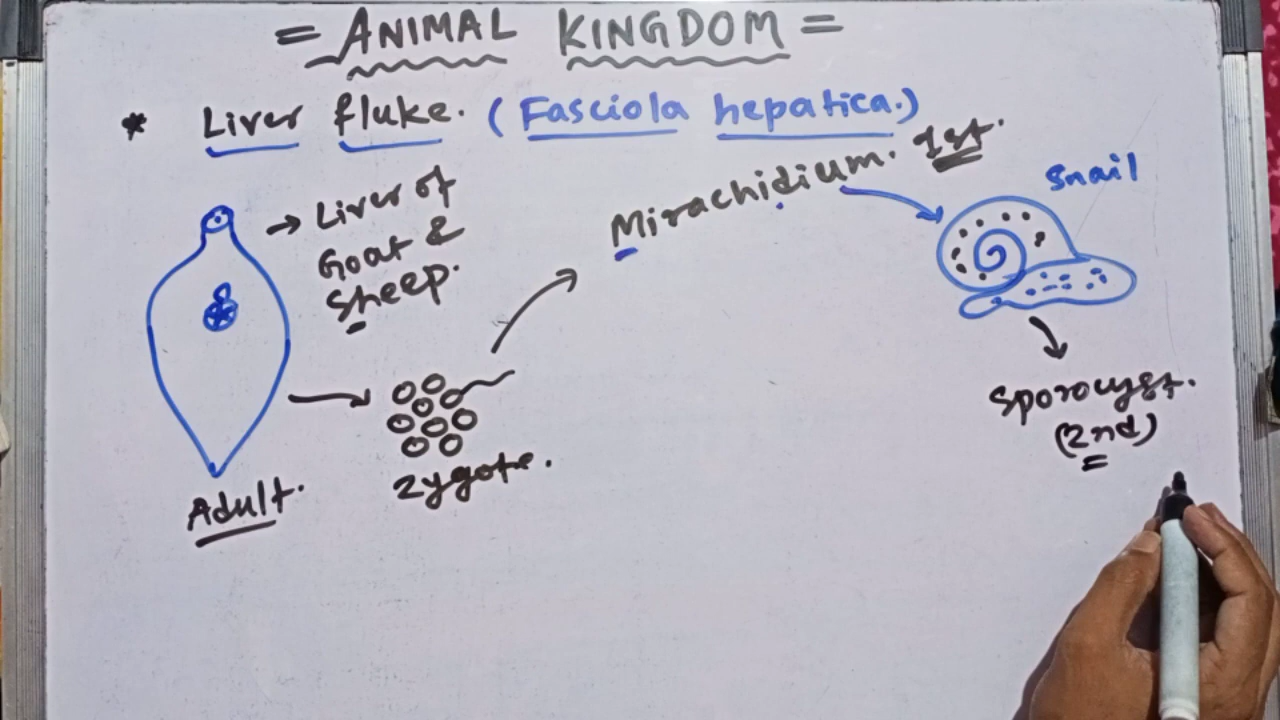 = ANIMAL KINGDOM =
* Liver fluke. (Fasciola hepatica.)
→ Liver of
Goat &
Sheep.
Adult.
Zygote.
Mirachidium. 1st.
Snail
Sporocyst.
(2nd)